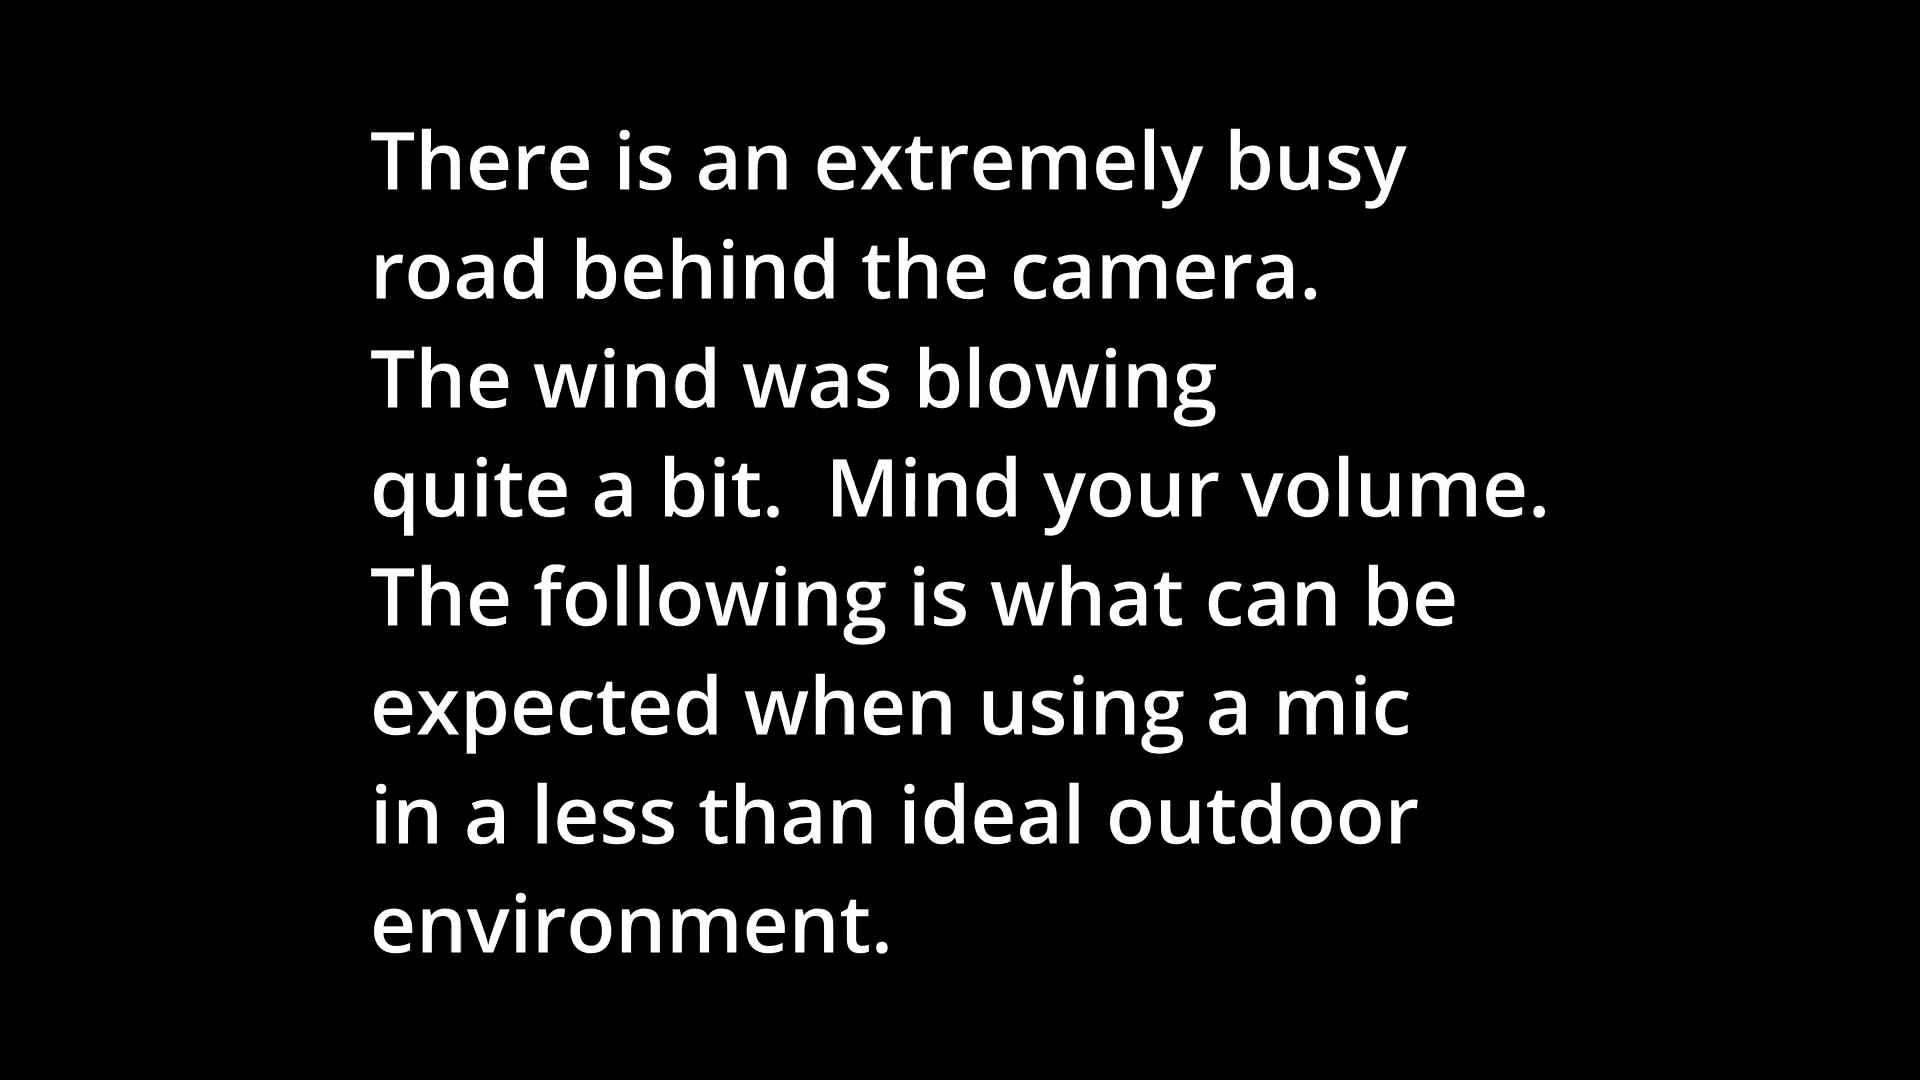 There is an extremely busy
road behind the camera.
The wind was blowing
quite a bit.  Mind your volume.
The following is what can be
expected when using a mic
in a less than ideal outdoor
environment.